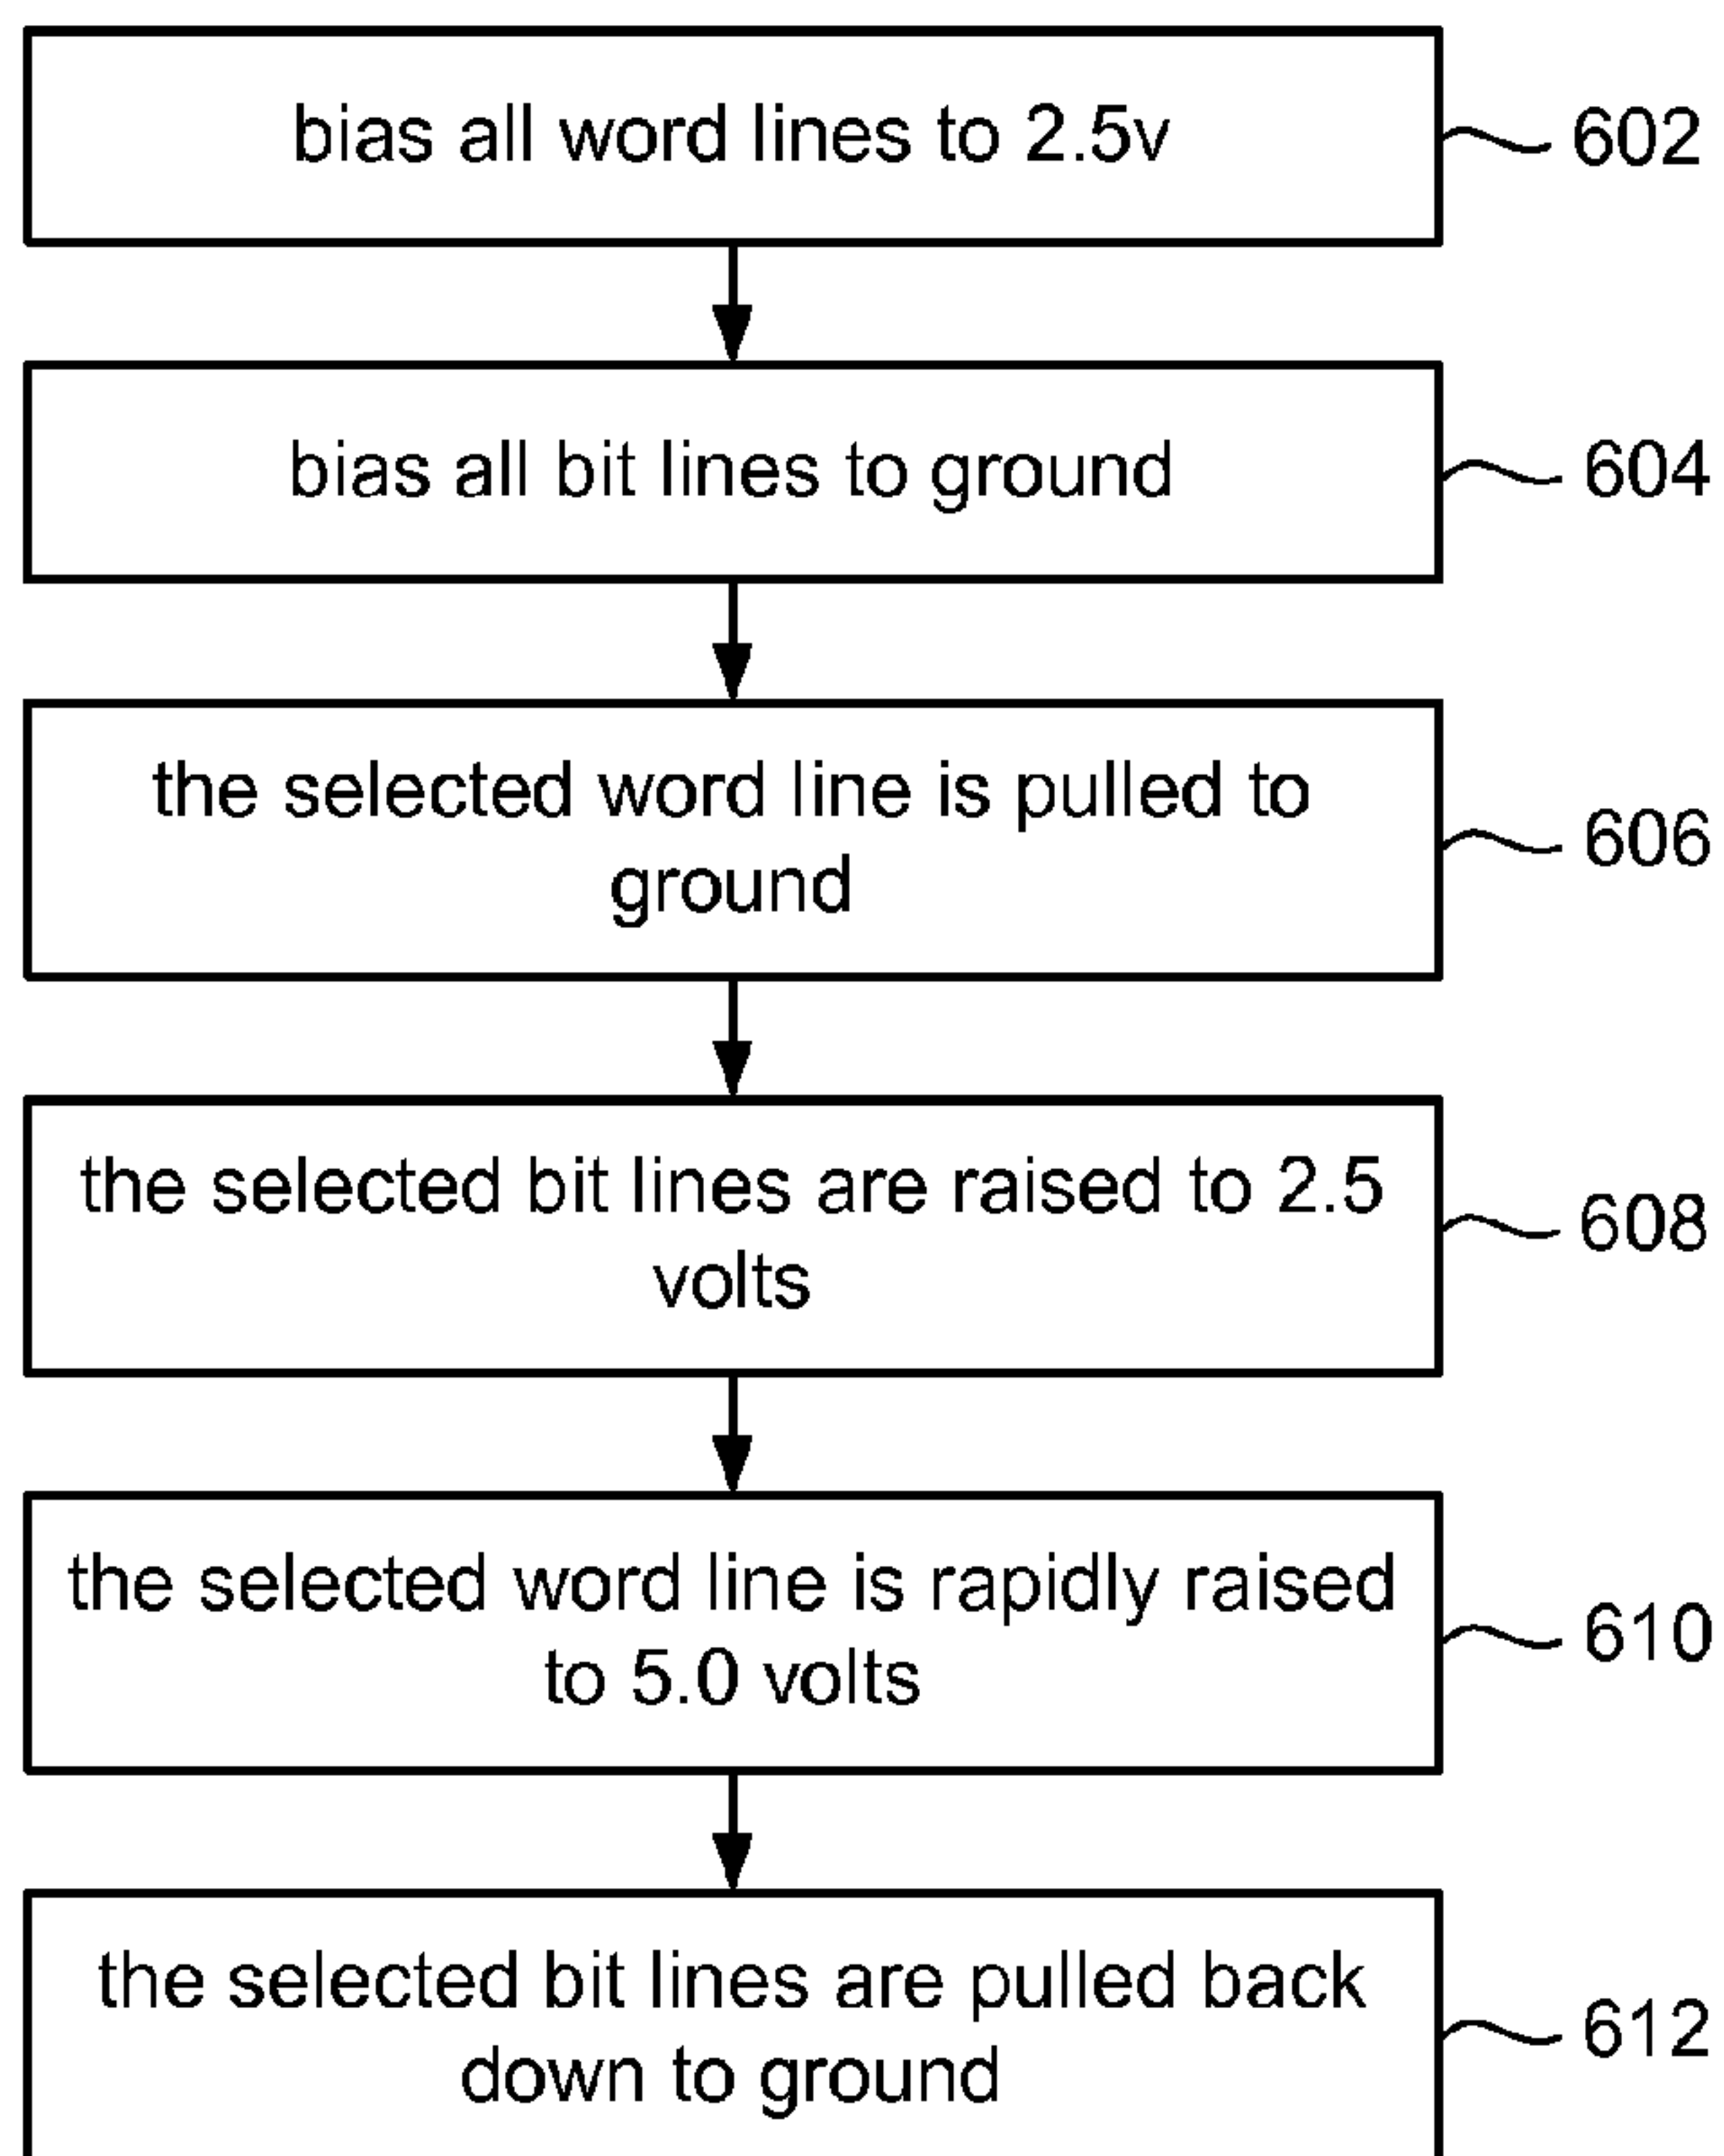 bias all word lines to 2.5v
602
bias all bit lines to ground
604
the selected word line is pulled to
ground
606
the selected bit lines are raised to 2.5
volts
608
the selected word line is rapidly raised
to 5.0 volts
610
the selected bit lines are pulled back
down to ground
612